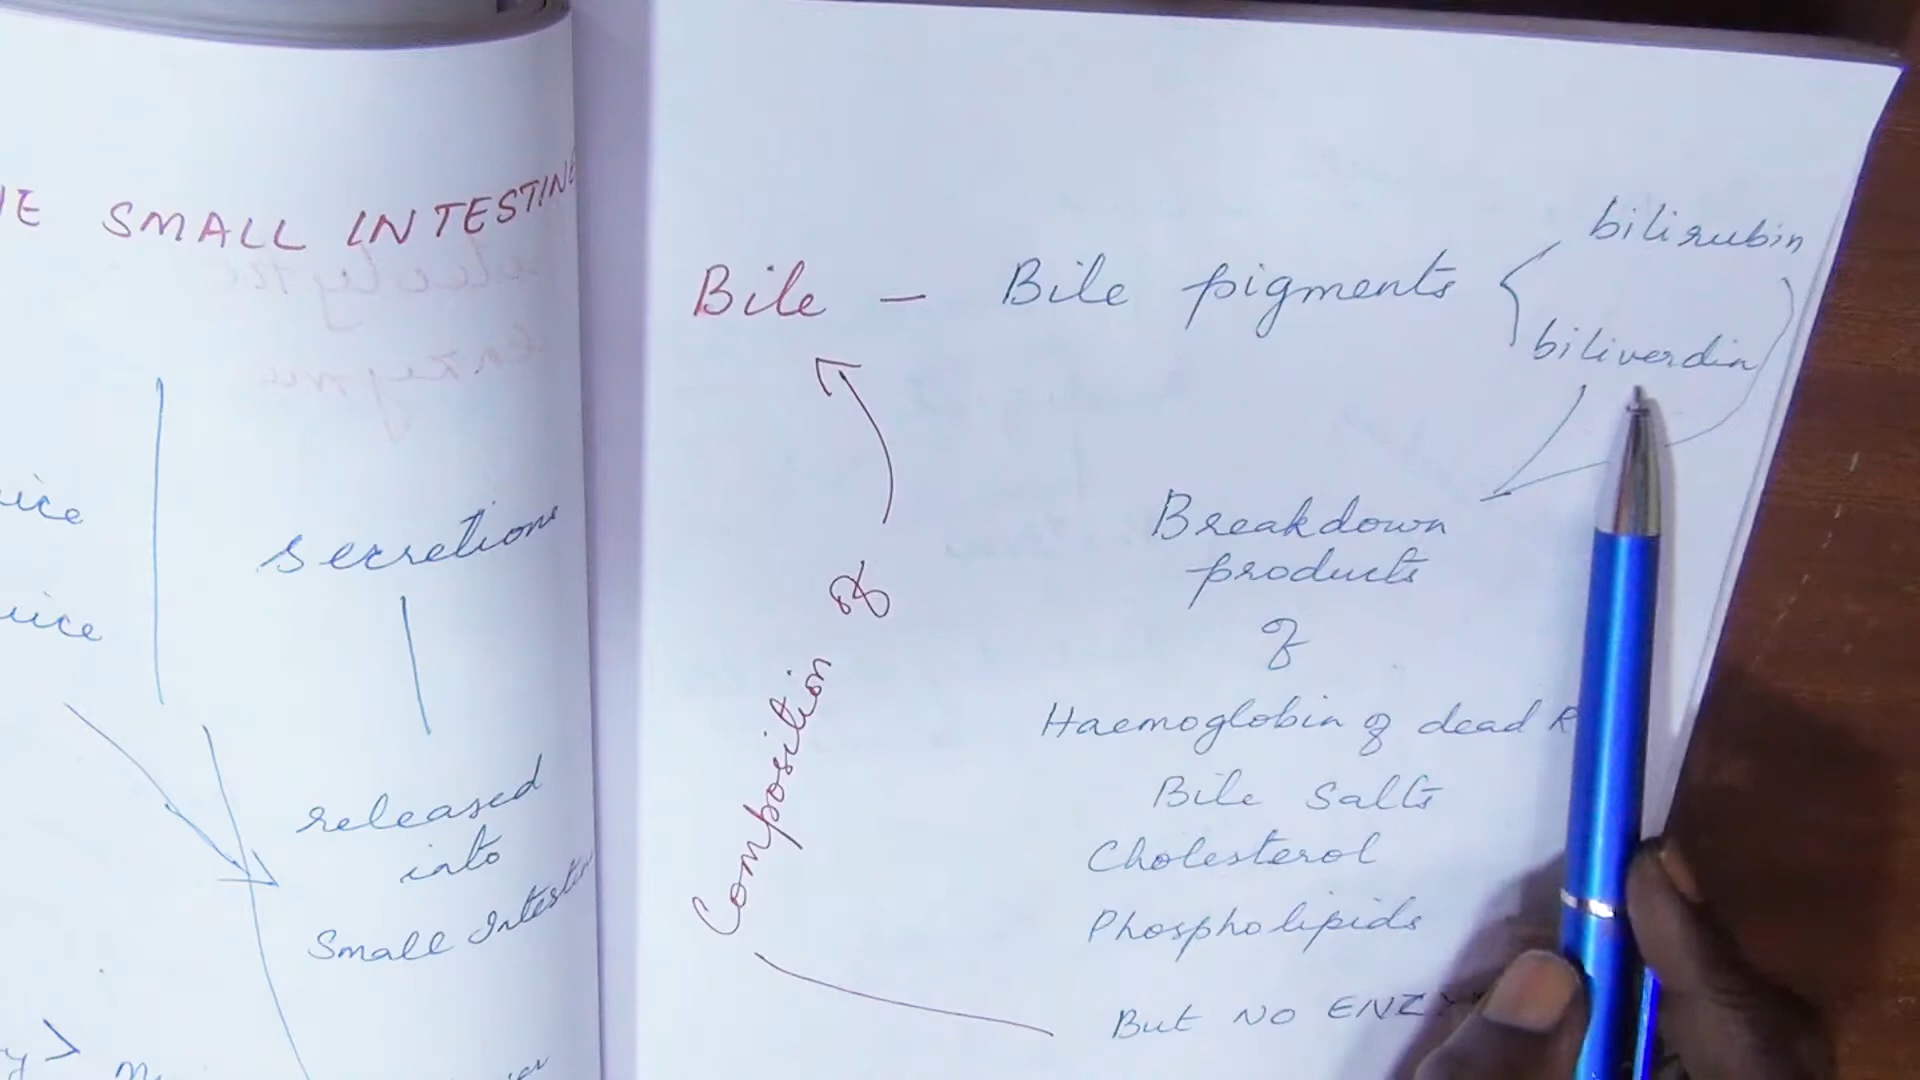 SMALL INTESTINE
secretions
released
into
Small
Bile - Bile pigments
bilirubin
biliverdin
Breakdown
products
of
Haemoglobin of dead R
Bile Salts
Cholesterol
Phospholipids
But NO
Composition of